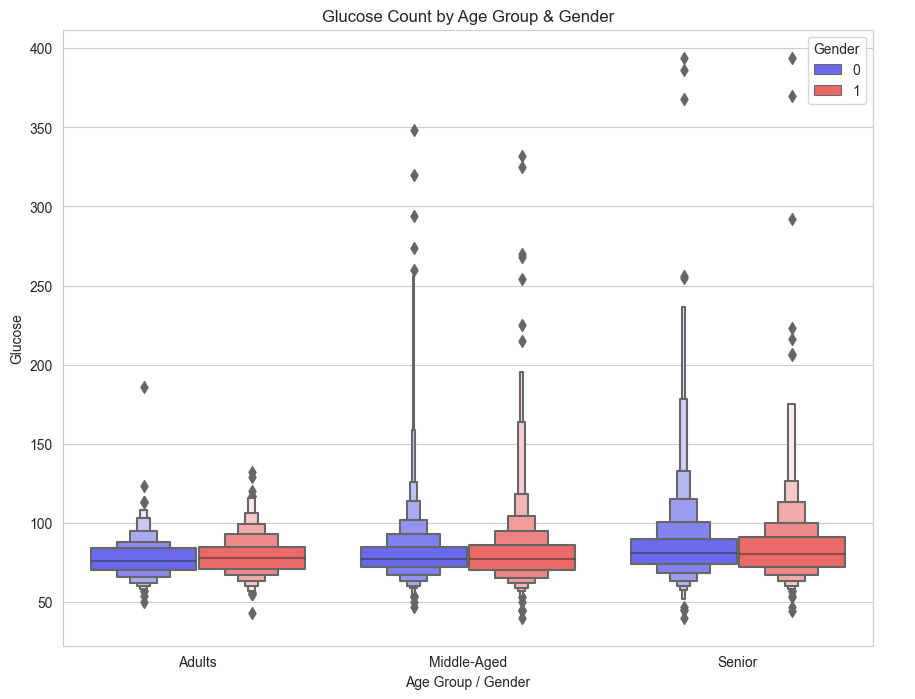 Glucose Count by Age Group & Gender
Gender
0
1
400
350
300
250
200
150
100
50
Glucose
Adults
Middle-Aged
Senior
Age Group / Gender